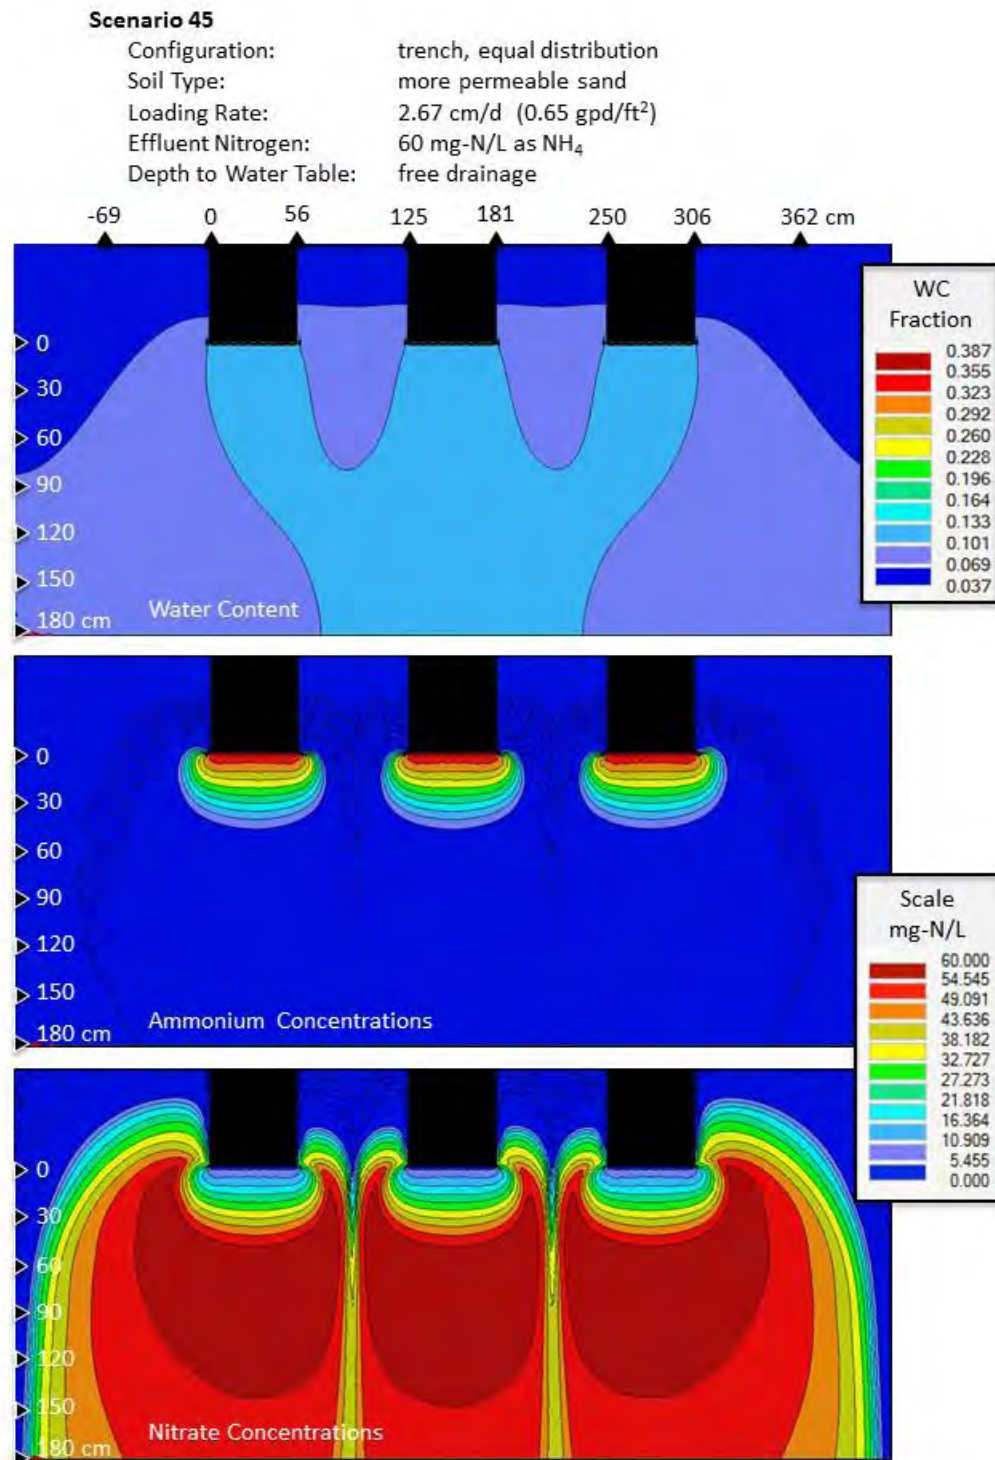 Scenario 45
Configuration: trench, equal distribution
Soil Type: more permeable sand
Loading Rate: 2.67 cm/d (0.65 gpd/ft²)
Effluent Nitrogen: 60 mg-N/L as NH₄
Depth to Water Table: free drainage
-69 0 56 125 181 250 306 362 cm
WC
Fraction
0.387
0.355
0.323
0.292
0.260
0.228
0.196
0.164
0.133
0.101
0.069
0.037
0
30
60
90
120
150
180 cm
Water Content
0
30
60
90
120
150
180 cm
Ammonium Concentrations
Scale
mg-N/L
60.000
54.545
49.091
43.636
38.182
32.727
27.273
21.818
16.364
10.909
5.455
0.000
0
30
60
90
120
150
180 cm
Nitrate Concentrations